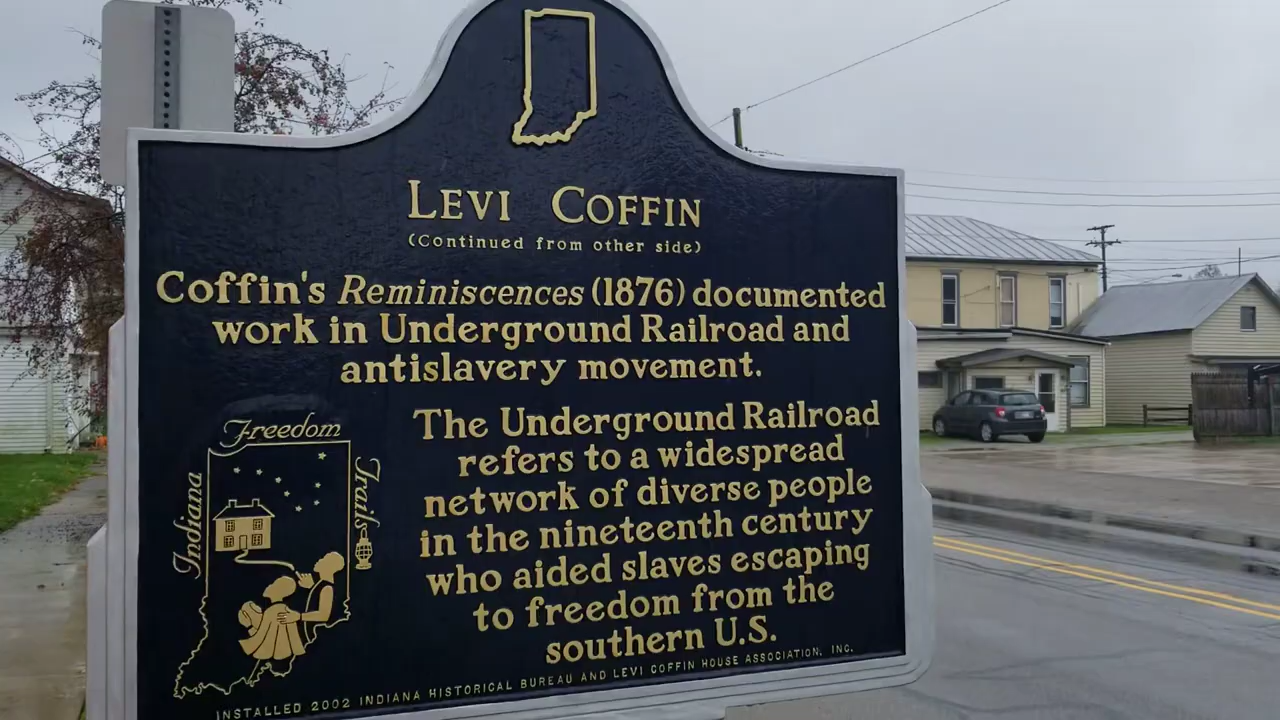 LEVI COFFIN
(Continued from other side)
Coffin's Reminiscences (1876) documented
work in Underground Railroad and
antislavery movement.
The Underground Railroad
refers to a widespread
network of diverse people
in the nineteenth century
who aided slaves escaping
to freedom from the
southern U.S.
Indiana
Freedom
Trails
INSTALLED 2002 INDIANA HISTORICAL BUREAU AND LEVI COFFIN HOUSE ASSOCIATION, INC.